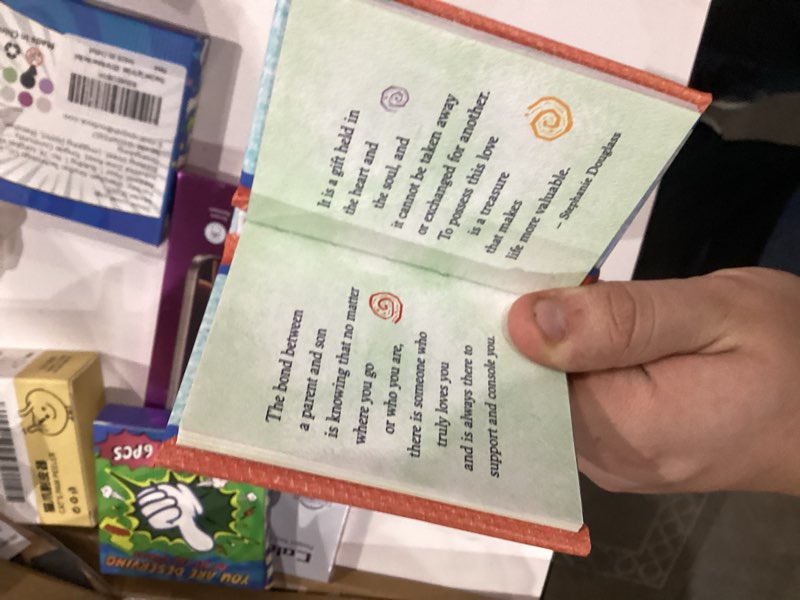 The bond between
a parent and son
is knowing that no matter
where you go
or who you are,
there is someone who
truly loves you
and is always there to
support and console you.
It is a gift held in
the heart and
the soul, and
it cannot be taken away
or exchanged for another.
To possess this love
is a treasure
that makes
life more valuable.
– Stephanie Douglass
6PCS
YOU ARE DESERVING
Made in China